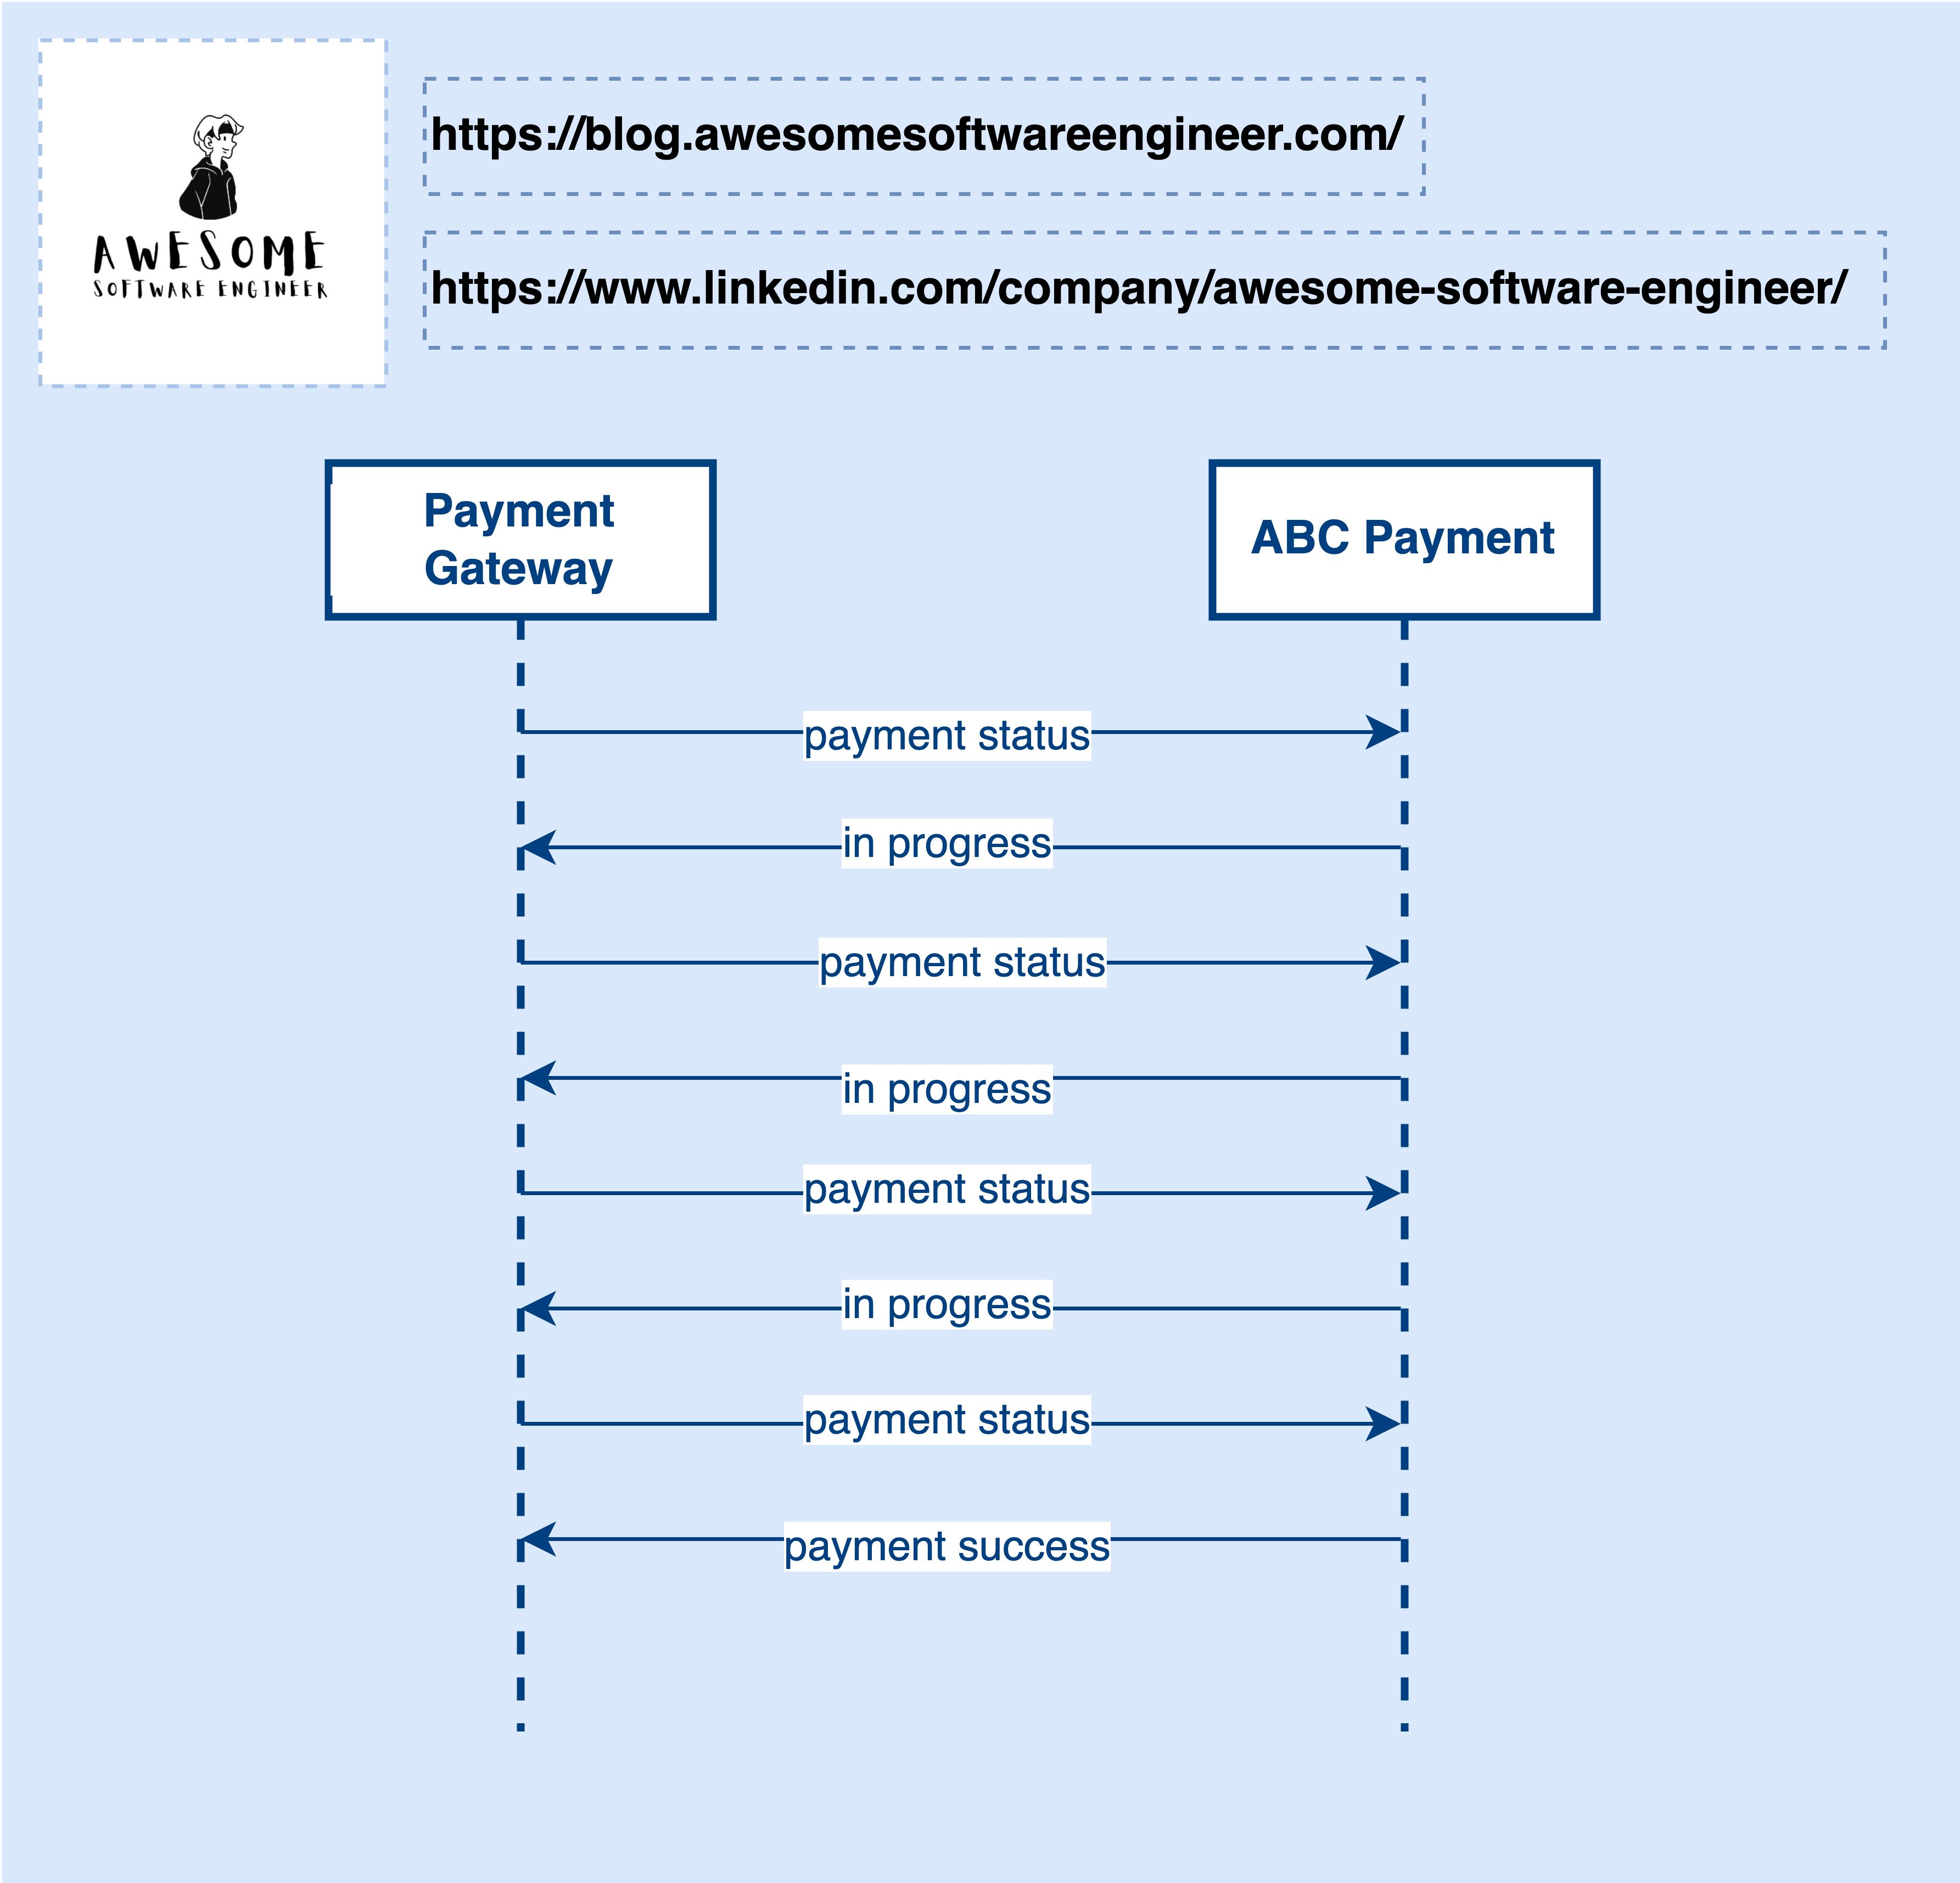 AWESOME
SOFTWARE ENGINEER
https://blog.awesomesoftwareengineer.com/
https://www.linkedin.com/company/awesome-software-engineer/
Payment
Gateway
ABC Payment
payment status
in progress
payment status
in progress
payment status
in progress
payment status
payment success